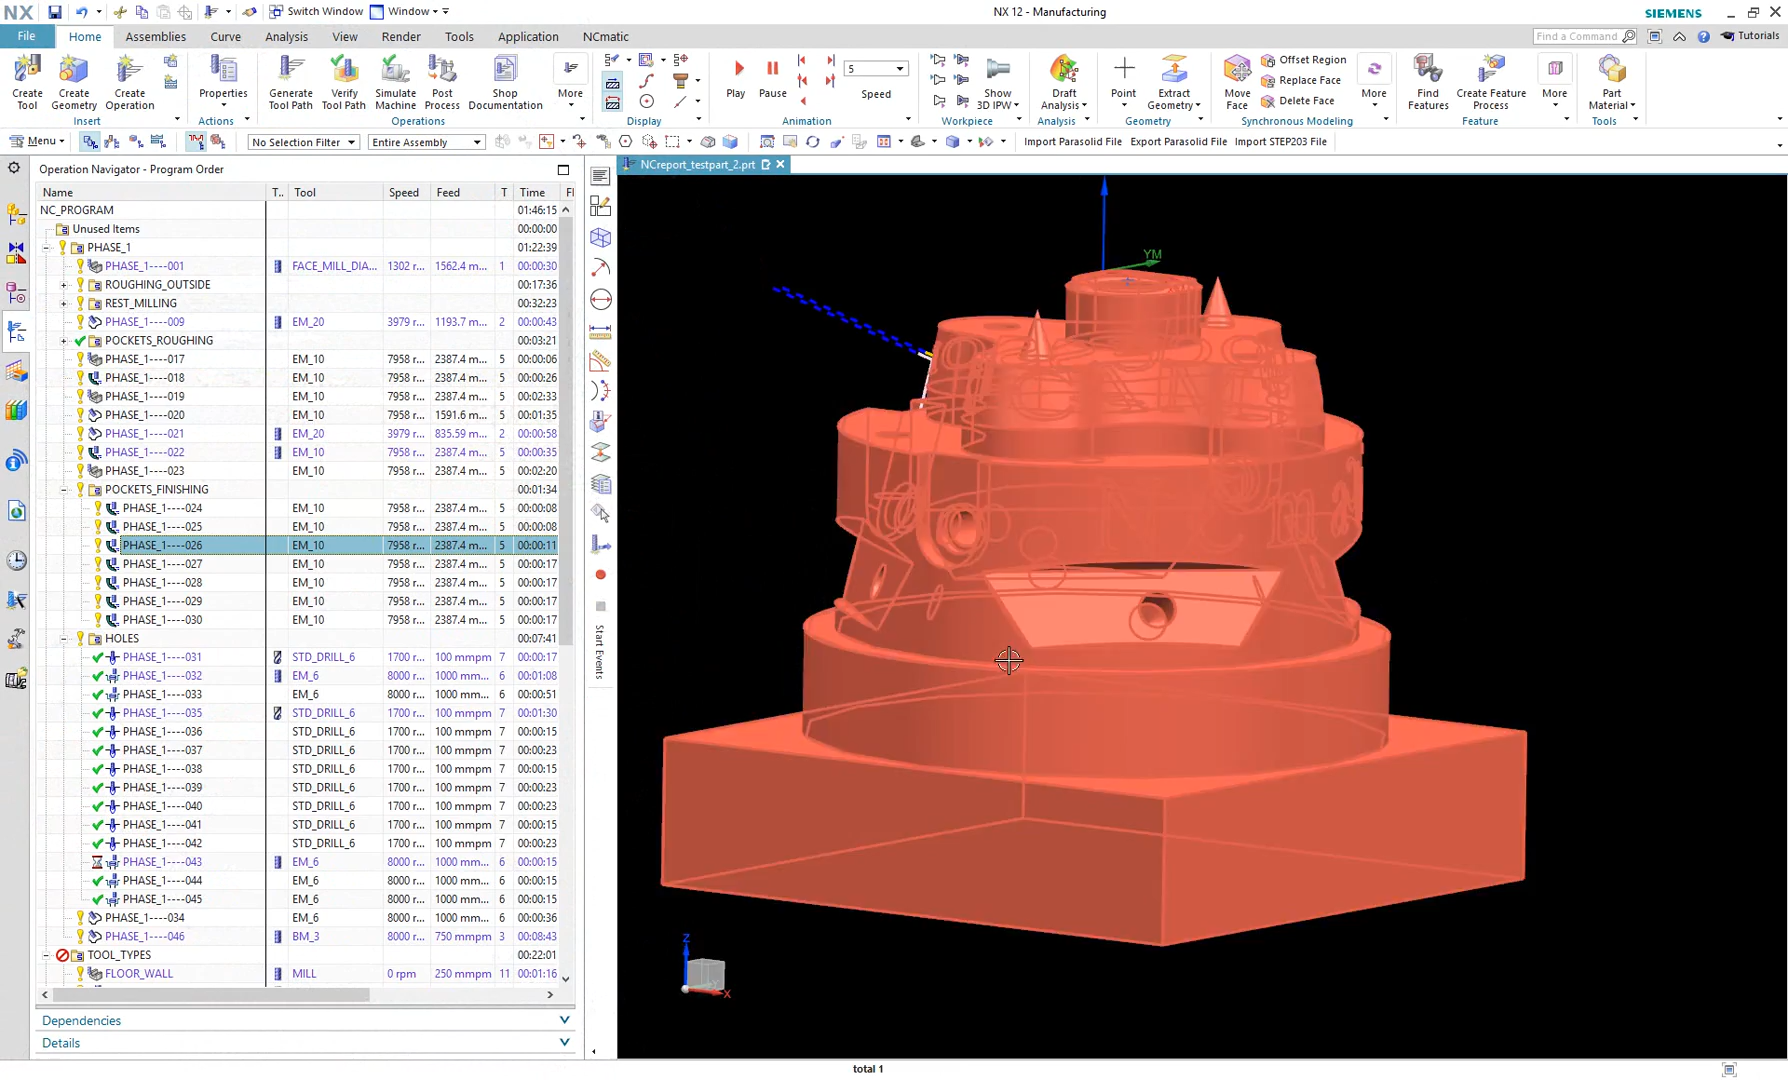 NX
Switch Window
Window
NX 12 - Manufacturing
SIEMENS
File
Home
Assemblies
Curve
Analysis
View
Render
Tools
Application
NCmatic
Find a Command
Tutorials
Create Tool
Create Geometry
Create Operation
Properties
Generate Tool Path
Verify Tool Path
Simulate Machine
Post Process
Shop Documentation
More
Play
Pause
5
Speed
Show 3D IPW
Draft Analysis
Point
Extract Geometry
Move Face
Offset Region
Replace Face
Delete Face
More
Find Features
Create Feature Process
More
Part Material
Insert
Actions
Operations
Display
Animation
Workpiece
Analysis
Geometry
Synchronous Modeling
Feature
Tools
Menu
No Selection Filter
Entire Assembly
Import Parasolid File
Export Parasolid File
Import STEP203 File
Operation Navigator - Program Order
NCreport_testpart_2.prt
Name T.. Tool Speed Feed T Time Fl
NC_PROGRAM 01:46:15
Unused Items 00:00:00
PHASE_1 01:22:39
PHASE_1----001 FACE_MILL_DIA... 1302 r... 1562.4 m... 1 00:00:30
ROUGHING_OUTSIDE 00:17:36
REST_MILLING 00:32:23
PHASE_1----009 EM_20 3979 r... 1193.7 m... 2 00:00:43
POCKETS_ROUGHING 00:03:21
PHASE_1----017 EM_10 7958 r... 2387.4 m... 5 00:00:06
PHASE_1----018 EM_10 7958 r... 2387.4 m... 5 00:00:26
PHASE_1----019 EM_10 7958 r... 2387.4 m... 5 00:02:33
PHASE_1----020 EM_10 7958 r... 1591.6 m... 5 00:01:35
PHASE_1----021 EM_20 3979 r... 835.59 m... 2 00:00:58
PHASE_1----022 EM_10 7958 r... 2387.4 m... 5 00:00:35
PHASE_1----023 EM_10 7958 r... 2387.4 m... 5 00:02:20
POCKETS_FINISHING 00:01:34
PHASE_1----024 EM_10 7958 r... 2387.4 m... 5 00:00:08
PHASE_1----025 EM_10 7958 r... 2387.4 m... 5 00:00:08
PHASE_1----026 EM_10 7958 r... 2387.4 m... 5 00:00:11
PHASE_1----027 EM_10 7958 r... 2387.4 m... 5 00:00:17
PHASE_1----028 EM_10 7958 r... 2387.4 m... 5 00:00:17
PHASE_1----029 EM_10 7958 r... 2387.4 m... 5 00:00:17
PHASE_1----030 EM_10 7958 r... 2387.4 m... 5 00:00:17
HOLES 00:07:41
PHASE_1----031 STD_DRILL_6 1700 r... 100 mmpm 7 00:00:17
PHASE_1----032 EM_6 8000 r... 1000 mm... 6 00:01:08
PHASE_1----033 EM_6 8000 r... 1000 mm... 6 00:00:51
PHASE_1----035 STD_DRILL_6 1700 r... 100 mmpm 7 00:01:30
PHASE_1----036 STD_DRILL_6 1700 r... 100 mmpm 7 00:00:15
PHASE_1----037 STD_DRILL_6 1700 r... 100 mmpm 7 00:00:23
PHASE_1----038 STD_DRILL_6 1700 r... 100 mmpm 7 00:00:15
PHASE_1----039 STD_DRILL_6 1700 r... 100 mmpm 7 00:00:23
PHASE_1----040 STD_DRILL_6 1700 r... 100 mmpm 7 00:00:23
PHASE_1----041 STD_DRILL_6 1700 r... 100 mmpm 7 00:00:15
PHASE_1----042 STD_DRILL_6 1700 r... 100 mmpm 7 00:00:23
PHASE_1----043 EM_6 8000 r... 1000 mm... 6 00:00:15
PHASE_1----044 EM_6 8000 r... 1000 mm... 6 00:00:15
PHASE_1----045 EM_6 8000 r... 1000 mm... 6 00:00:15
PHASE_1----034 EM_6 8000 r... 1000 mm... 6 00:00:36
PHASE_1----046 BM_3 8000 r... 750 mmpm 3 00:08:43
TOOL_TYPES 00:22:01
FLOOR_WALL MILL 0 rpm 250 mmpm 11 00:01:16
Dependencies
Details
Start Events
YM
Z
X
total 1